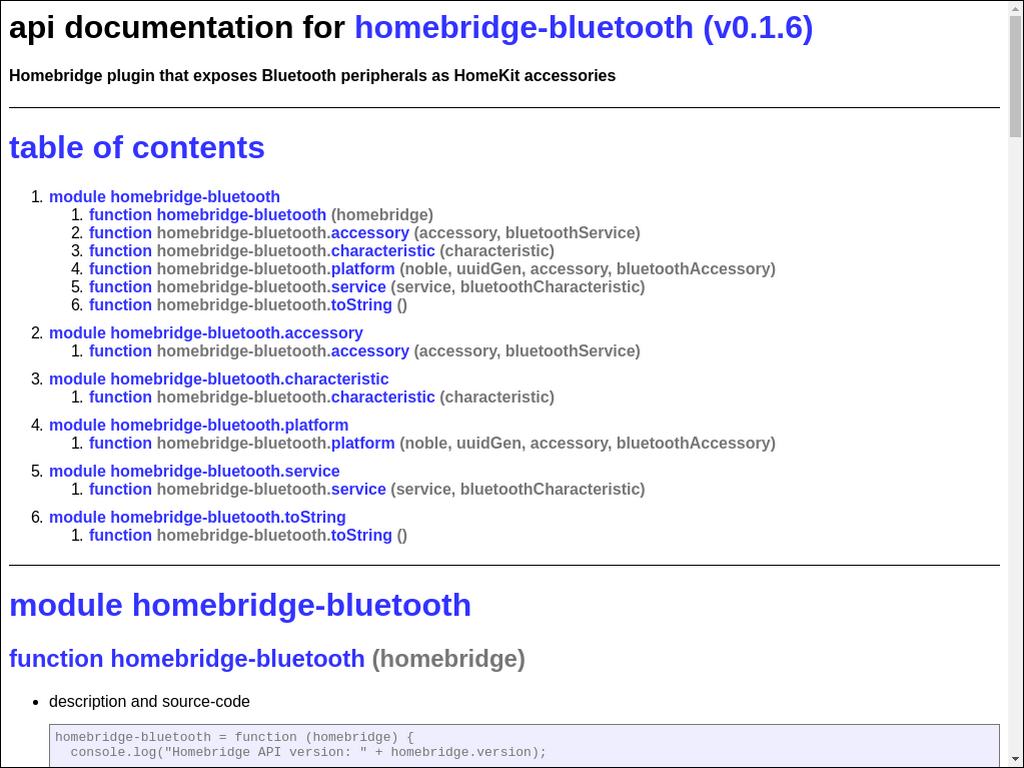 api documentation for homebridge-bluetooth (v0.1.6)
Homebridge plugin that exposes Bluetooth peripherals as HomeKit accessories
table of contents
1. module homebridge-bluetooth
1. function homebridge-bluetooth (homebridge)
2. function homebridge-bluetooth.accessory (accessory, bluetoothService)
3. function homebridge-bluetooth.characteristic (characteristic)
4. function homebridge-bluetooth.platform (noble, uuidGen, accessory, bluetoothAccessory)
5. function homebridge-bluetooth.service (service, bluetoothCharacteristic)
6. function homebridge-bluetooth.toString ()
2. module homebridge-bluetooth.accessory
1. function homebridge-bluetooth.accessory (accessory, bluetoothService)
3. module homebridge-bluetooth.characteristic
1. function homebridge-bluetooth.characteristic (characteristic)
4. module homebridge-bluetooth.platform
1. function homebridge-bluetooth.platform (noble, uuidGen, accessory, bluetoothAccessory)
5. module homebridge-bluetooth.service
1. function homebridge-bluetooth.service (service, bluetoothCharacteristic)
6. module homebridge-bluetooth.toString
1. function homebridge-bluetooth.toString ()
module homebridge-bluetooth
function homebridge-bluetooth (homebridge)
• description and source-code
homebridge-bluetooth = function (homebridge) {
console.log("Homebridge API version: " + homebridge.version);